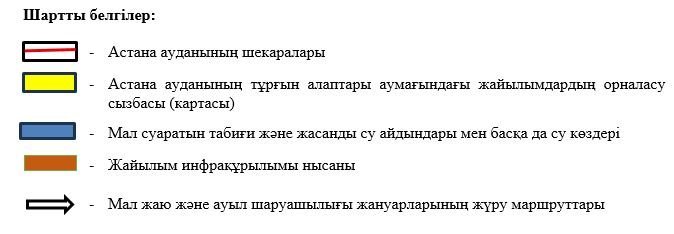 Шартты белгілер:
- Астана ауданының шекаралары
- Астана ауданының тұрғын алаптары аумағындағы жайылымдардың орналасу
сызбасы (картасы)
- Мал суаратын табиғи және жасанды су айдындары мен басқа да су көздері
- Жайылым инфрақұрылымы нысаны
- Мал жаю және ауыл шаруашылығы жануарларының жүру маршруттары